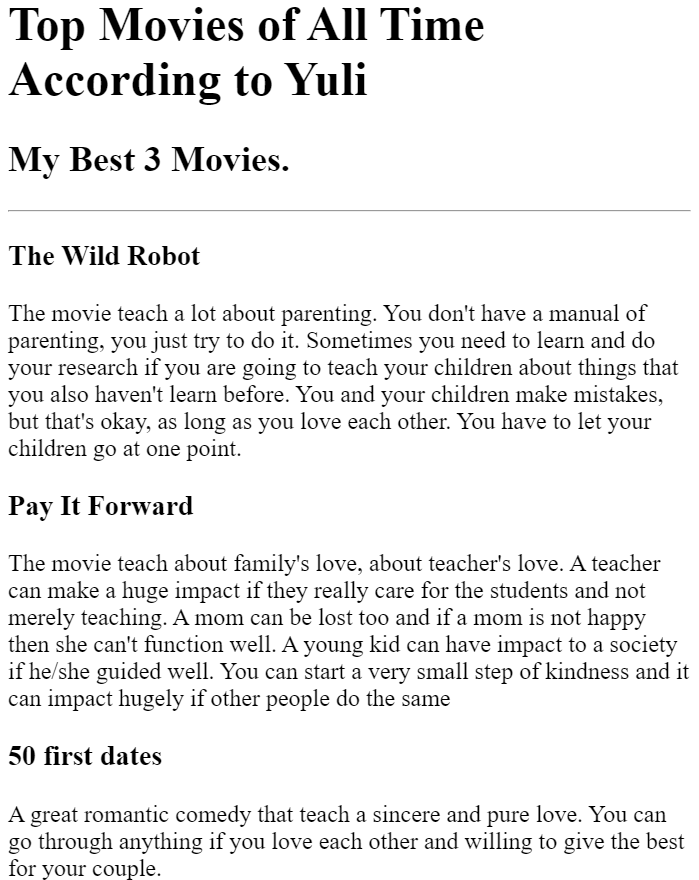 Top Movies of All Time
According to Yuli
My Best 3 Movies.
The Wild Robot
The movie teach a lot about parenting. You don't have a manual of
parenting, you just try to do it. Sometimes you need to learn and do
your research if you are going to teach your children about things that
you also haven't learn before. You and your children make mistakes,
but that's okay, as long as you love each other. You have to let your
children go at one point.
Pay It Forward
The movie teach about family's love, about teacher's love. A teacher
can make a huge impact if they really care for the students and not
merely teaching. A mom can be lost too and if a mom is not happy
then she can't function well. A young kid can have impact to a society
if he/she guided well. You can start a very small step of kindness and it
can impact hugely if other people do the same
50 first dates
A great romantic comedy that teach a sincere and pure love. You can
go through anything if you love each other and willing to give the best
for your couple.